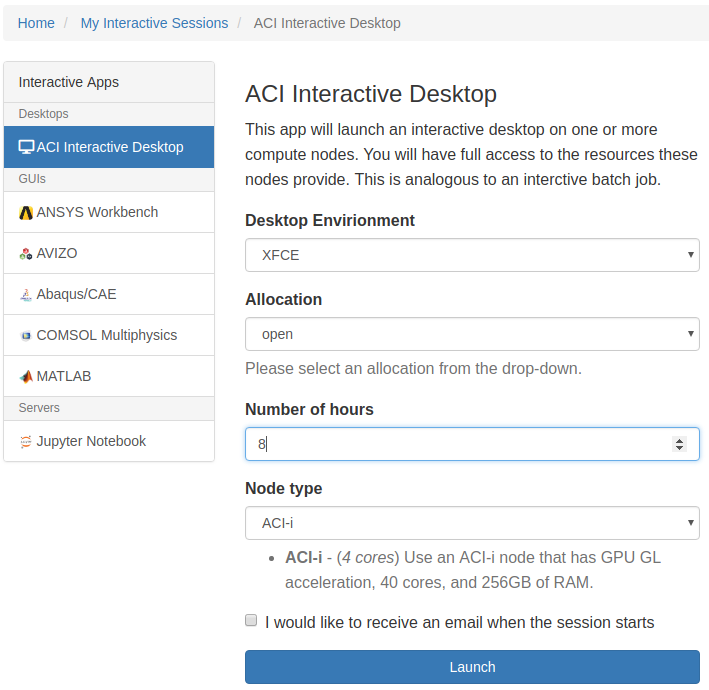 Home / My Interactive Sessions / ACI Interactive Desktop
Interactive Apps
Desktops
ACI Interactive Desktop
GUIs
ANSYS Workbench
AVIZO
Abaqus/CAE
COMSOL Multiphysics
MATLAB
Servers
Jupyter Notebook
ACI Interactive Desktop
This app will launch an interactive desktop on one or more
compute nodes. You will have full access to the resources these
nodes provide. This is analogous to an interctive batch job.
Desktop Envirionment
XFCE
Allocation
open
Please select an allocation from the drop-down.
Number of hours
8
Node type
ACI-i
• ACI-i - (4 cores) Use an ACI-i node that has GPU GL
acceleration, 40 cores, and 256GB of RAM.
I would like to receive an email when the session starts
Launch